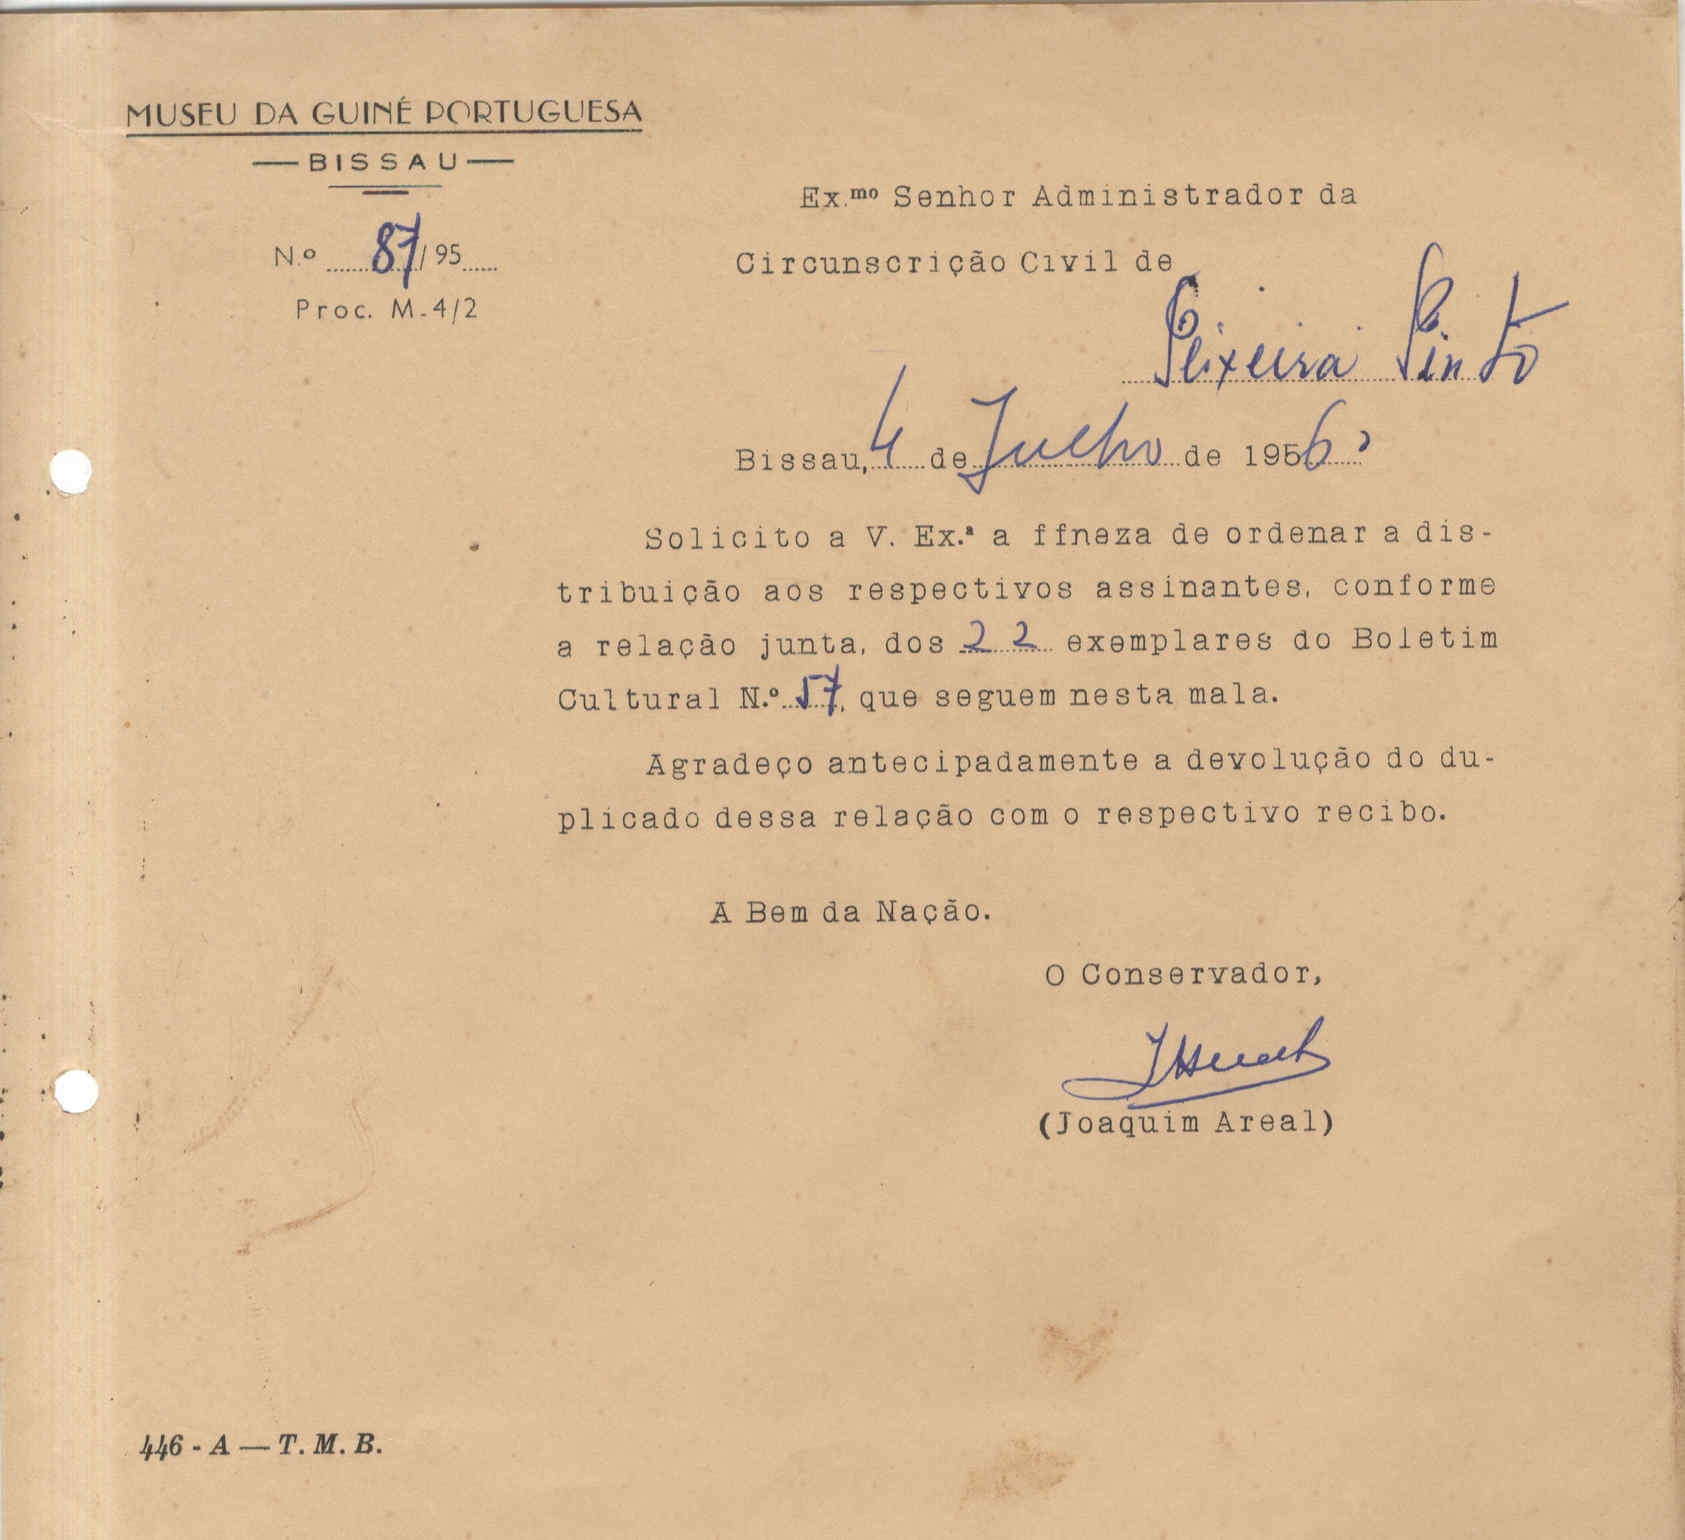 MUSEU DA GUINÉ PORTUGUESA
— BISSAU —
N.º 87/95
Proc. M-4/2
Ex.mo Senhor Administrador da
Circunscrição Civil de
Teixeira Pinto
Bissau, 4 de Julho de 1956
Solicito a V. Ex.ª a ffneza de ordenar a dis-
tribuição aos respectivos assinantes, conforme
a relação junta, dos 22 exemplares do Boletim
Cultural N.º 57, que seguem nesta mala.
Agradeço antecipadamente a devolução do du-
plicado dessa relação com o respectivo recibo.
A Bem da Nação.
O Conservador,
(Joaquim Areal)
446 - A — T. M. B.